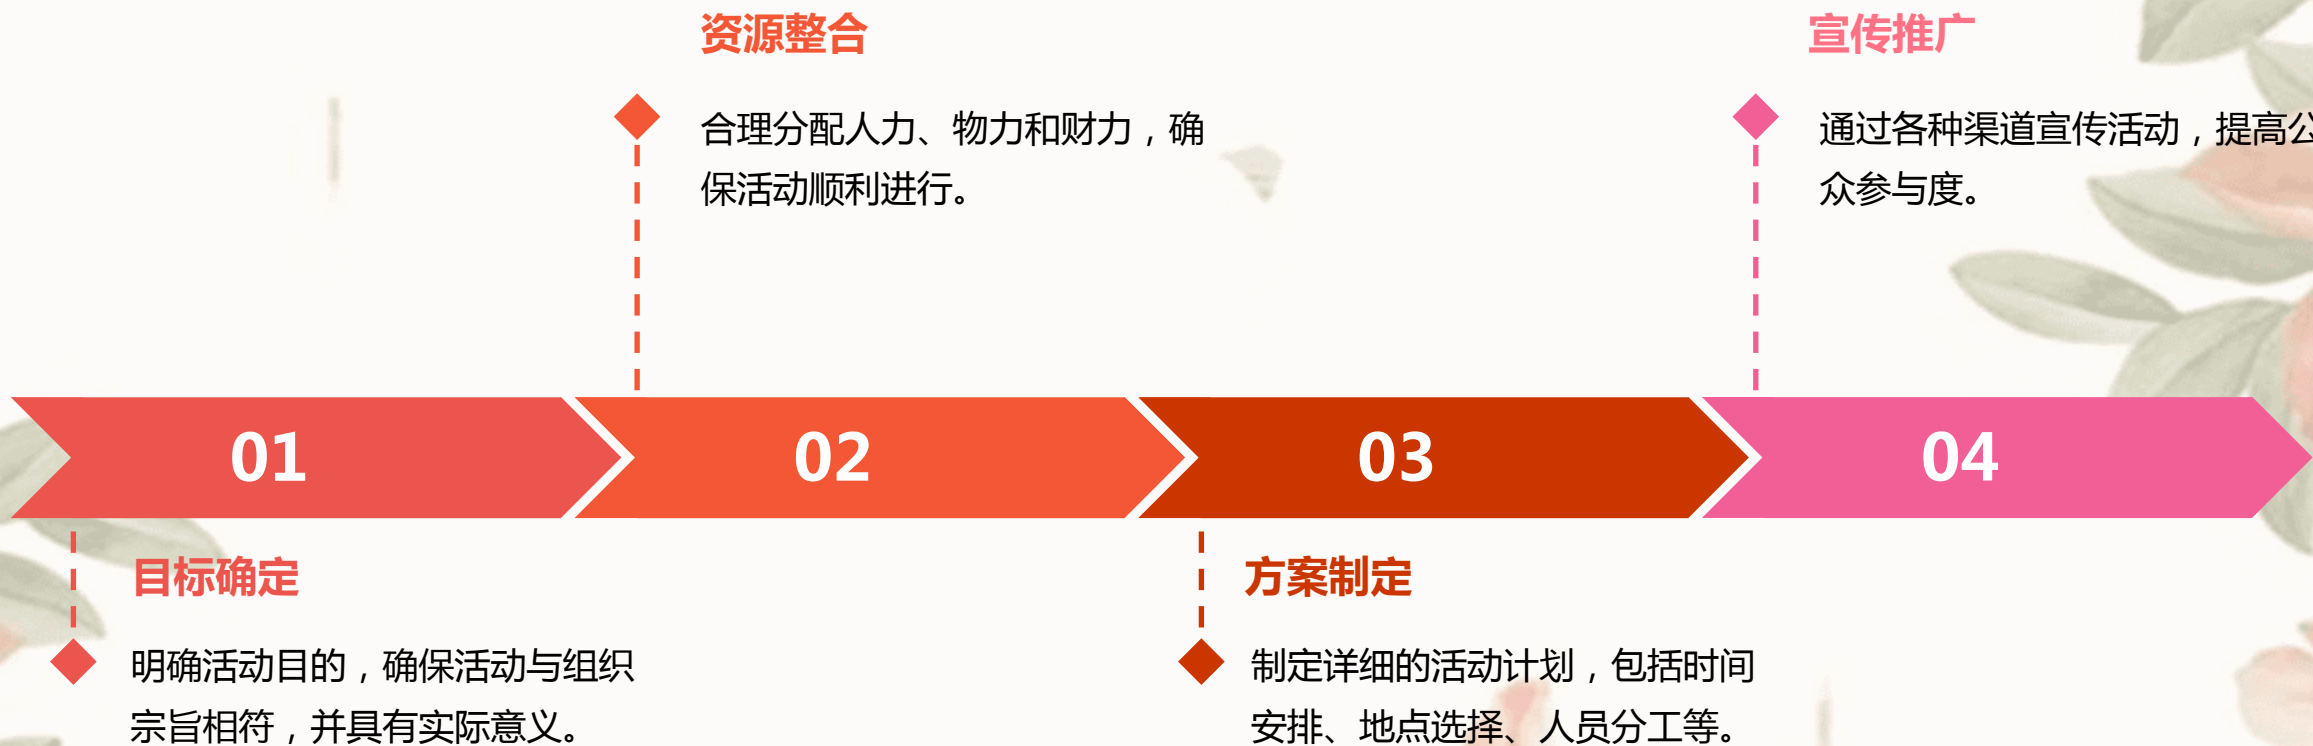 资源整合
合理分配人力、物力和财力，确
保活动顺利进行。
宣传推广
通过各种渠道宣传活动，提高公
众参与度。
01
02
03
04
目标确定
明确活动目的，确保活动与组织
宗旨相符，并具有实际意义。
方案制定
制定详细的活动计划，包括时间
安排、地点选择、人员分工等。